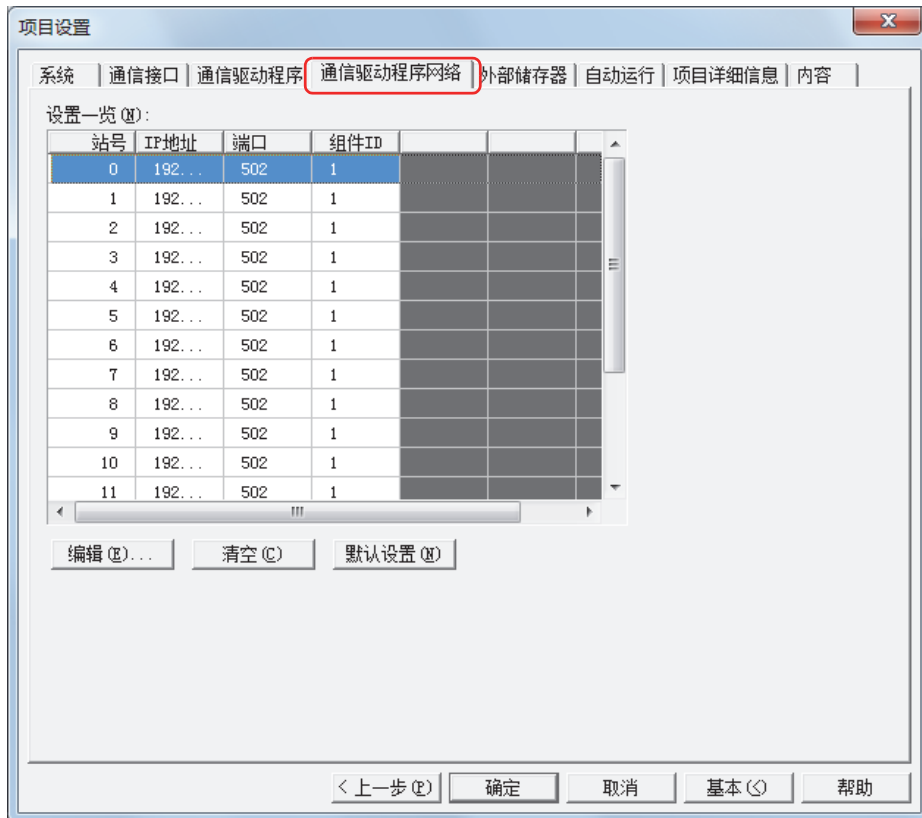 项目设置
系统 通信接口 通信驱动程序 通信驱动程序网络 外部储存器 自动运行 项目详细信息 内容
设置一览(N):
站号 IP地址 端口 组件ID
0 192... 502 1
1 192... 502 1
2 192... 502 1
3 192... 502 1
4 192... 502 1
5 192... 502 1
6 192... 502 1
7 192... 502 1
8 192... 502 1
9 192... 502 1
10 192... 502 1
11 192... 502 1
编辑(E)... 清空(C) 默认设置(N)
<上一步(P) 确定 取消 基本(<) 帮助